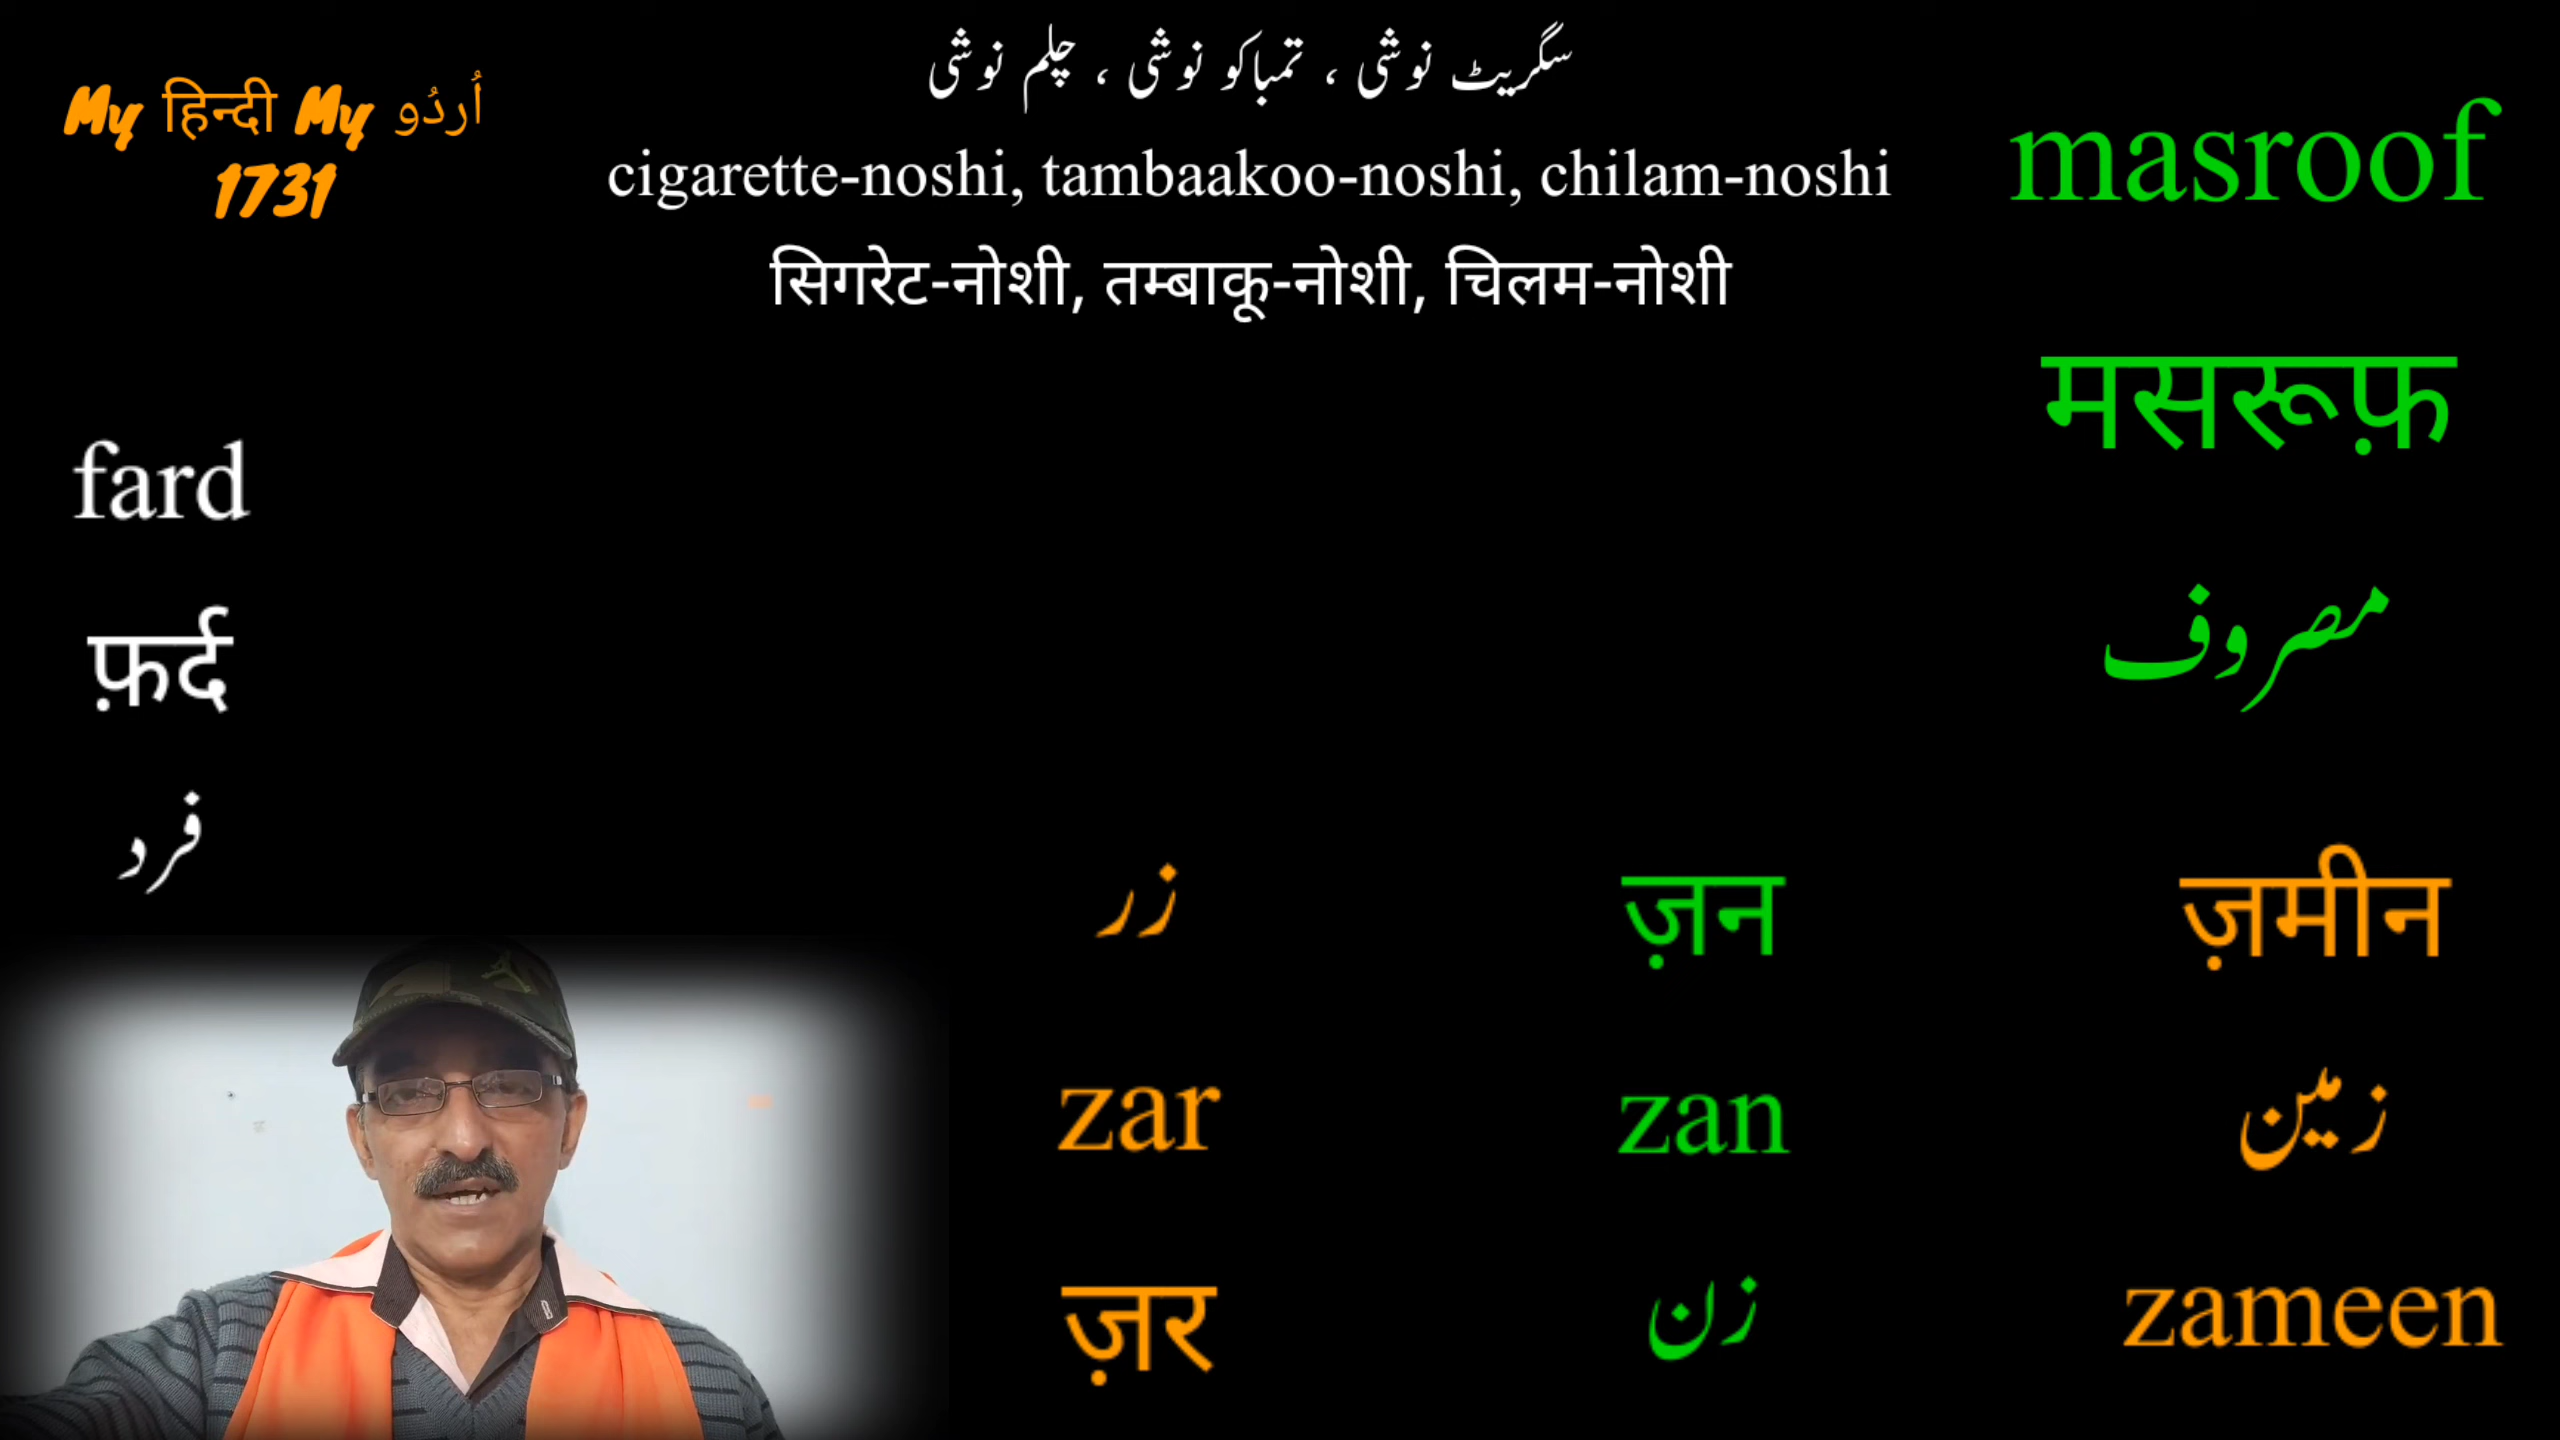 My हिन्दी My اُردُو
1731
سگریٹ نوشی ، تمباکو نوشی ، چلم نوشی
cigarette-noshi, tambaakoo-noshi, chilam-noshi
सिगरेट-नोशी, तम्बाकू-नोशी, चिलम-नोशी
masroof
मसरूफ़
مصروف
fard
फ़र्द
فرد
زر
zar
ज़र
ज़न
zan
زن
ज़मीन
زمین
zameen